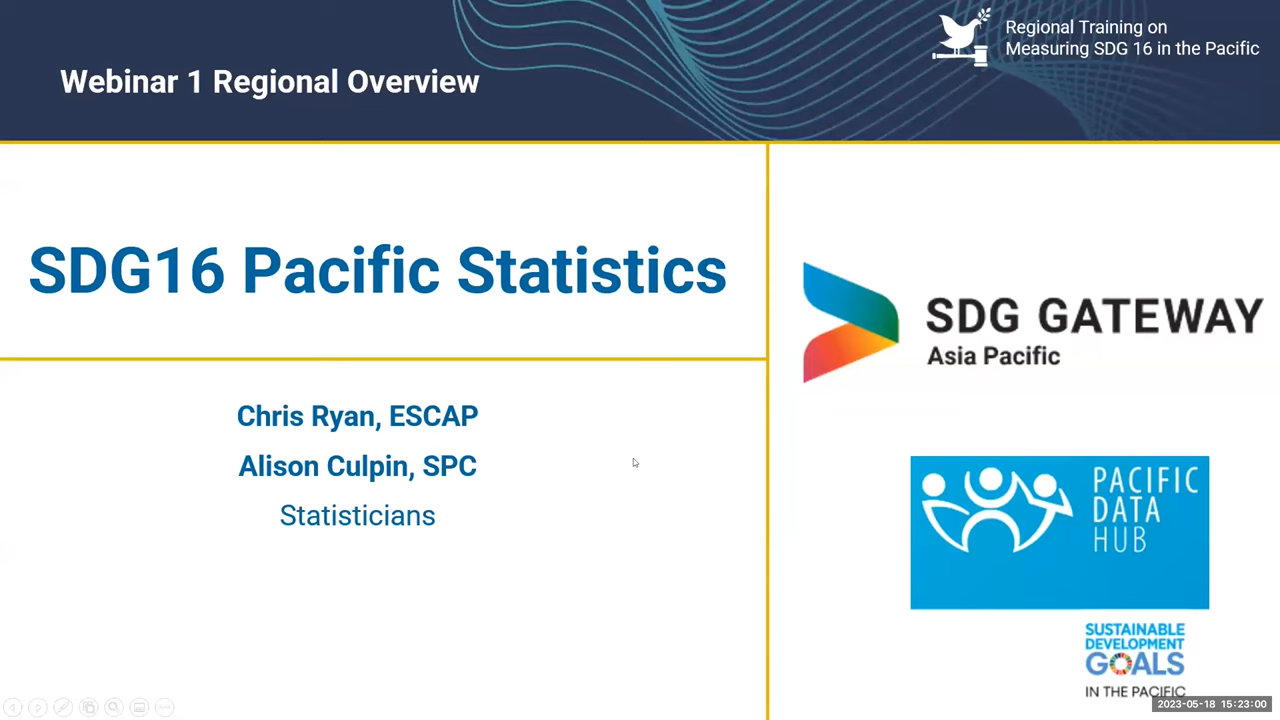 Regional Training on
Measuring SDG 16 in the Pacific
Webinar 1 Regional Overview
SDG16 Pacific Statistics
Chris Ryan, ESCAP
Alison Culpin, SPC
Statisticians
SDG GATEWAY
Asia Pacific
PACIFIC
DATA
HUB
SUSTAINABLE
DEVELOPMENT
GOALS
IN THE PACIFIC
2023-05-18 15:23:00